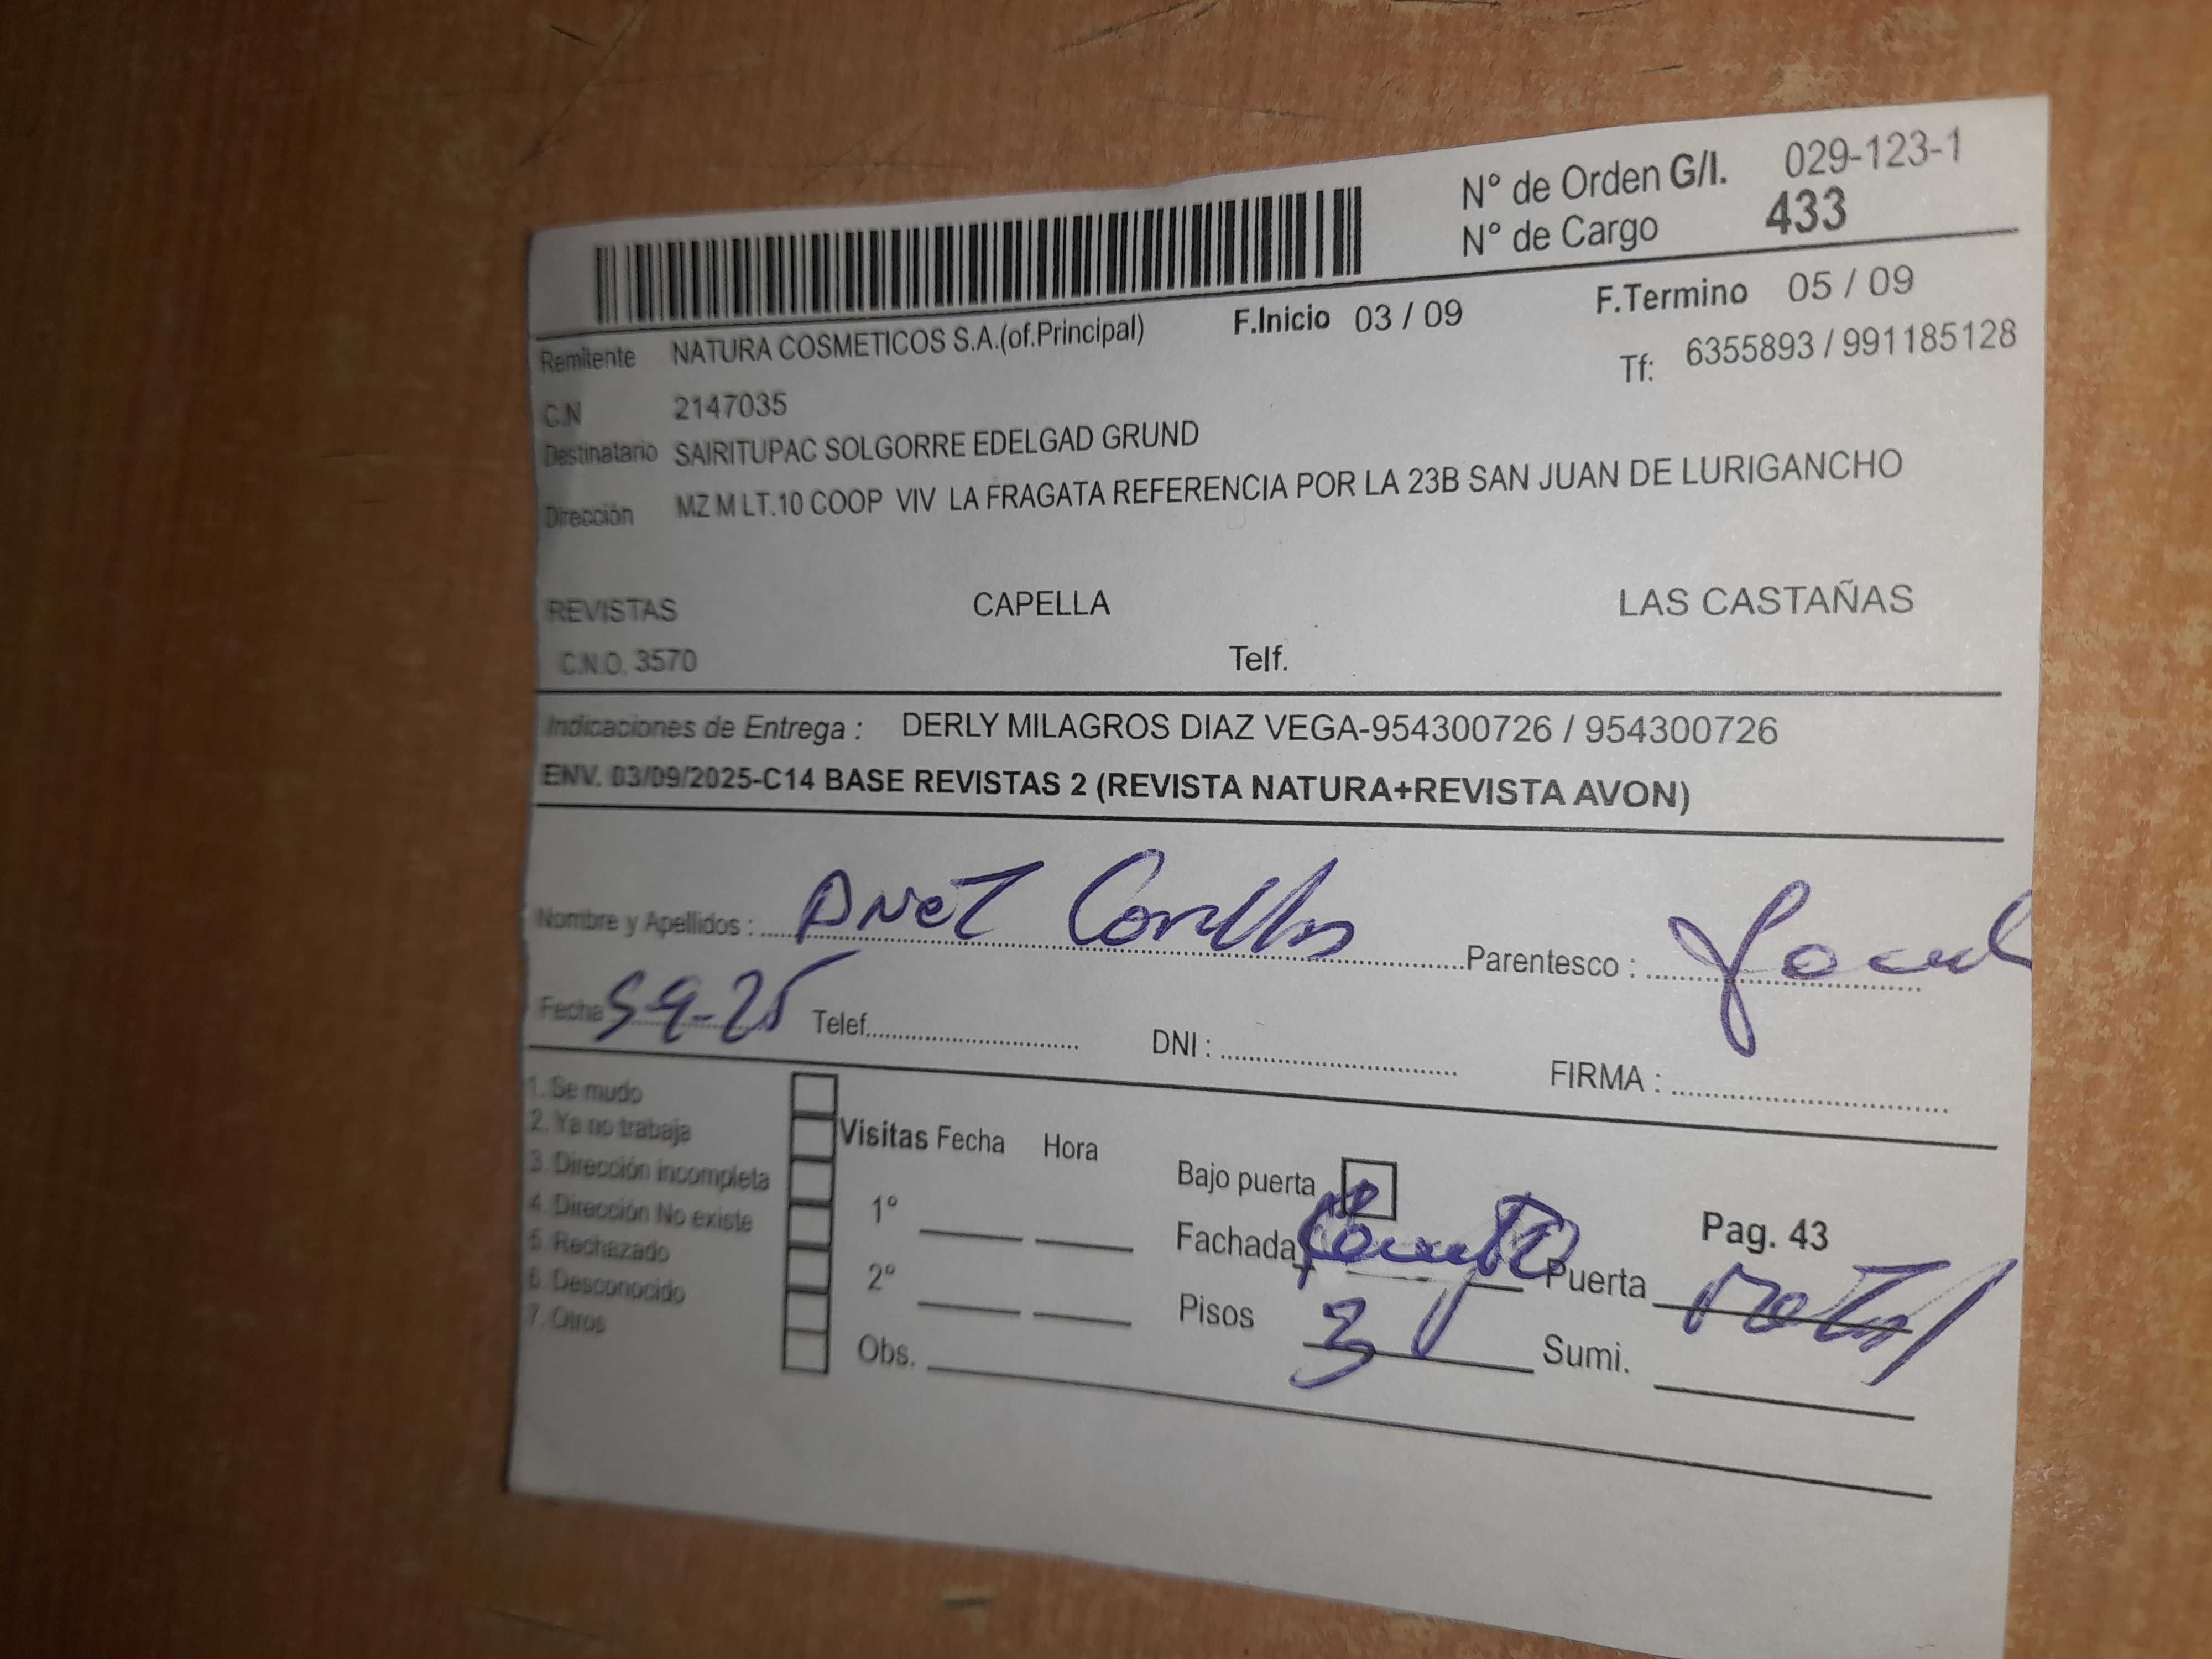 N° de Orden G/I. 029-123-1
N° de Cargo 433
F.Inicio 03 / 09 F.Termino 05 / 09
Remitente NATURA COSMETICOS S.A.(of.Principal) Tf: 6355893 / 991185128
C.N 2147035
Destinatario SAIRITUPAC SOLGORRE EDELGAD GRUND
Dirección MZ M LT.10 COOP VIV LA FRAGATA REFERENCIA POR LA 23B SAN JUAN DE LURIGANCHO
REVISTAS CAPELLA LAS CASTAÑAS
C.N.O. 3570 Telf.
Indicaciones de Entrega : DERLY MILAGROS DIAZ VEGA-954300726 / 954300726
ENV. 03/09/2025-C14 BASE REVISTAS 2 (REVISTA NATURA+REVISTA AVON)
Nombre y Apellidos : Parentesco :
Fecha 5-9-25 Telef. DNI : FIRMA :
1. Se mudo
2. Ya no trabaja
3. Dirección incompleta
4. Dirección No existe
5. Rechazado
6. Desconocido
7. Otros
Visitas Fecha Hora
1°
2°
Obs.
Bajo puerta
Fachada Puerta
Pisos 3 Sumi.
Pag. 43